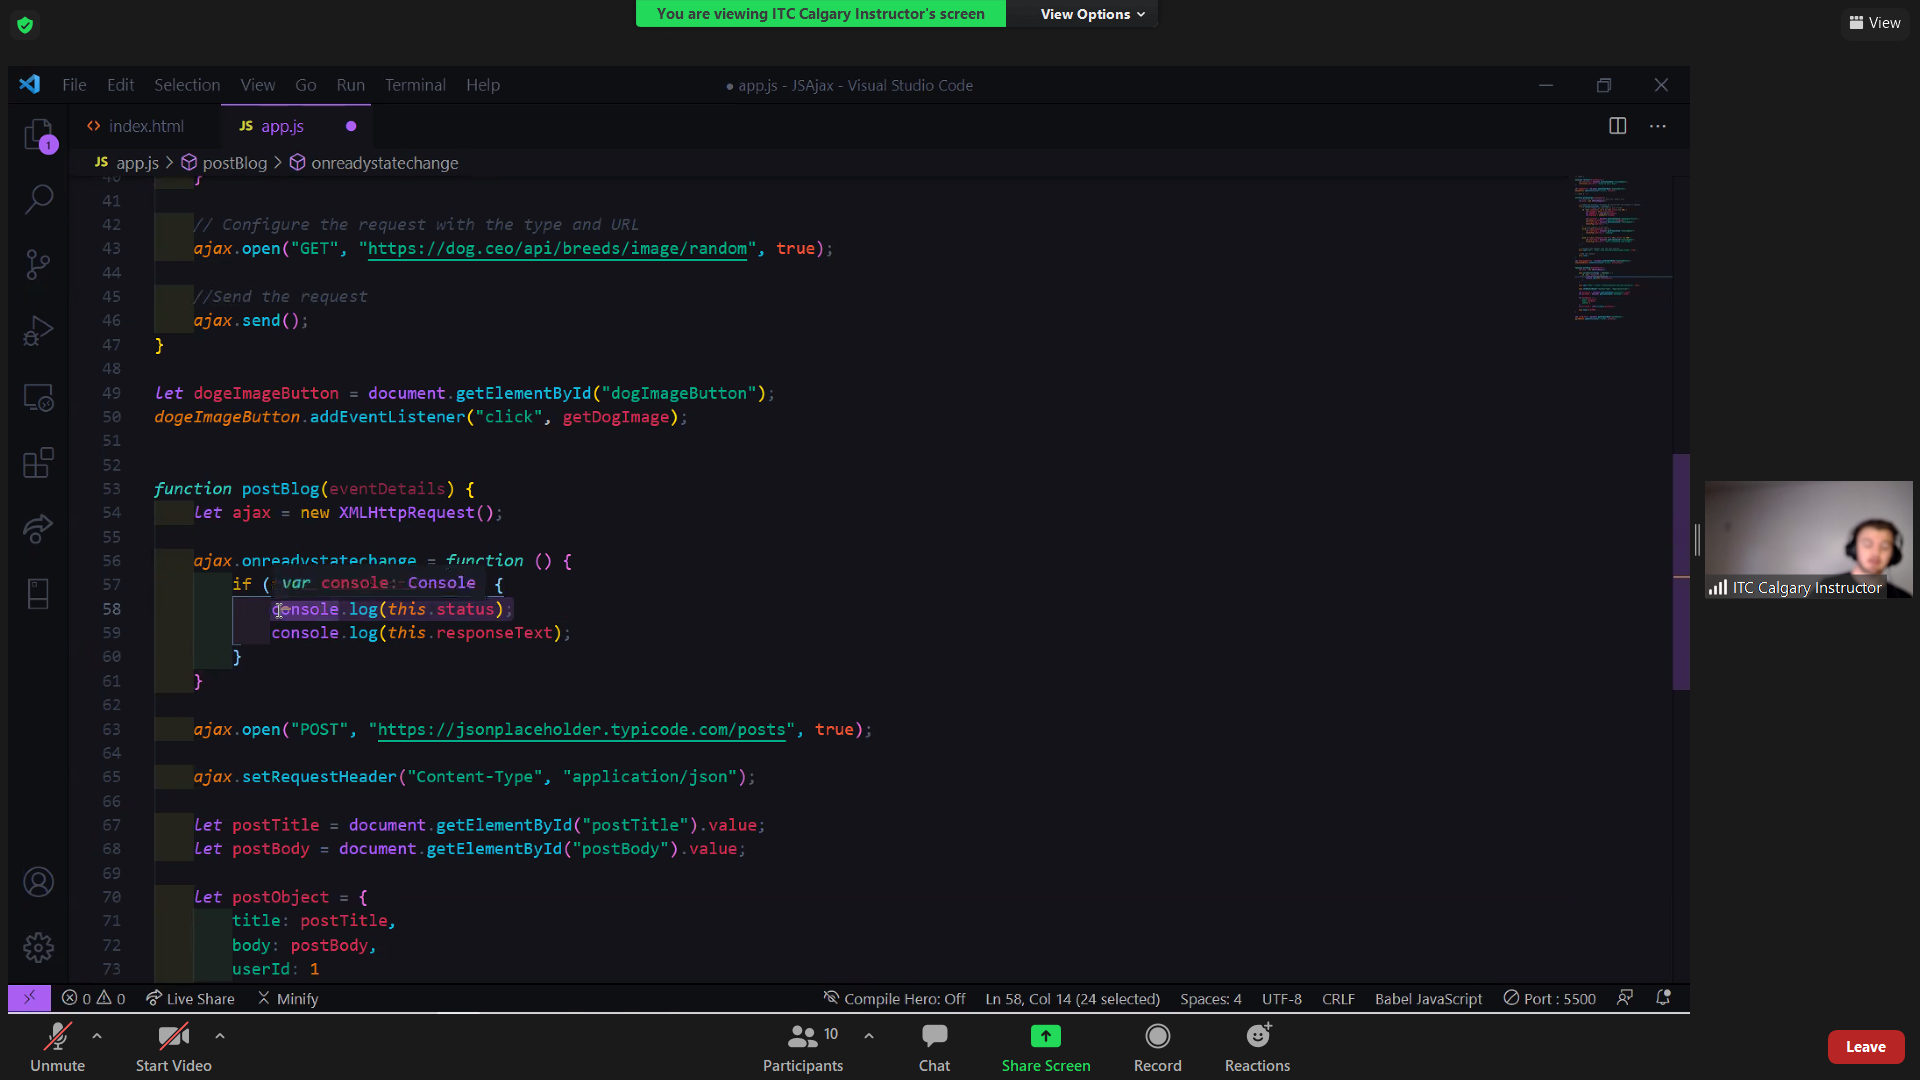 You are viewing ITC Calgary Instructor's screen
View Options
View
File Edit Selection View Go Run Terminal Help
● app.js - JSAjax - Visual Studio Code
index.html
JS app.js
1
JS app.js > postBlog > onreadystatechange
40 }
41
42 // Configure the request with the type and URL
43 ajax.open("GET", "https://dog.ceo/api/breeds/image/random", true);
44
45 //Send the request
46 ajax.send();
47 }
48
49 let dogeImageButton = document.getElementById("dogImageButton");
50 dogeImageButton.addEventListener("click", getDogImage);
51
52
53 function postBlog(eventDetails) {
54 let ajax = new XMLHttpRequest();
55
56 ajax.onreadystatechange = function () {
57 if ( var console: Console {
58 console.log(this.status);
59 console.log(this.responseText);
60 }
61 }
62
63 ajax.open("POST", "https://jsonplaceholder.typicode.com/posts", true);
64
65 ajax.setRequestHeader("Content-Type", "application/json");
66
67 let postTitle = document.getElementById("postTitle").value;
68 let postBody = document.getElementById("postBody").value;
69
70 let postObject = {
71 title: postTitle,
72 body: postBody,
73 userId: 1
ITC Calgary Instructor
0 0 Live Share Minify Compile Hero: Off Ln 58, Col 14 (24 selected) Spaces: 4 UTF-8 CRLF Babel JavaScript Port : 5500
Unmute
Start Video
Participants 10
Chat
Share Screen
Record
Reactions
Leave